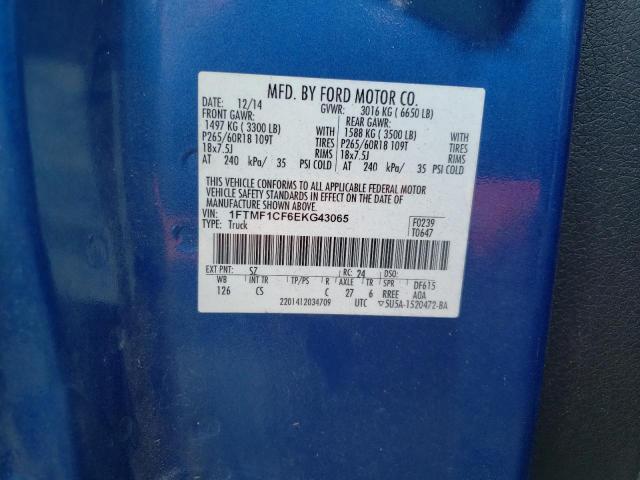 MFD. BY FORD MOTOR CO.
DATE: 12/14 GVWR: 3016 KG ( 6650 LB)
FRONT GAWR: REAR GAWR:
1497 KG ( 3300 LB) WITH 1588 KG ( 3500 LB) WITH
P265/60R18 109T TIRES P265/60R18 109T TIRES
18x7.5J RIMS 18x7.5J RIMS
AT 240 kPa/ 35 PSI COLD AT 240 kPa/ 35 PSI COLD
THIS VEHICLE CONFORMS TO ALL APPLICABLE FEDERAL MOTOR
VEHICLE SAFETY STANDARDS IN EFFECT ON THE DATE OF
MANUFACTURE SHOWN ABOVE.
VIN: 1FTMF1CF6EKG43065 F0239
TYPE: Truck T0647
EXT PNT: SZ RC: 24 DSO:
WB INT TR TP/PS R AXLE TR SPR DF615
126 CS C 27 6 RREE AOA
2201412034709 UTC ▽5U5A-1520472-BA